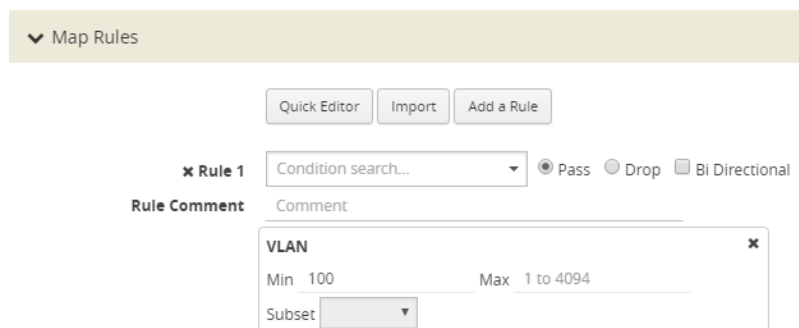 Map Rules
Quick Editor Import Add a Rule
× Rule 1 Condition search... Pass Drop Bi Directional
Rule Comment Comment
VLAN ×
Min 100 Max 1 to 4094
Subset